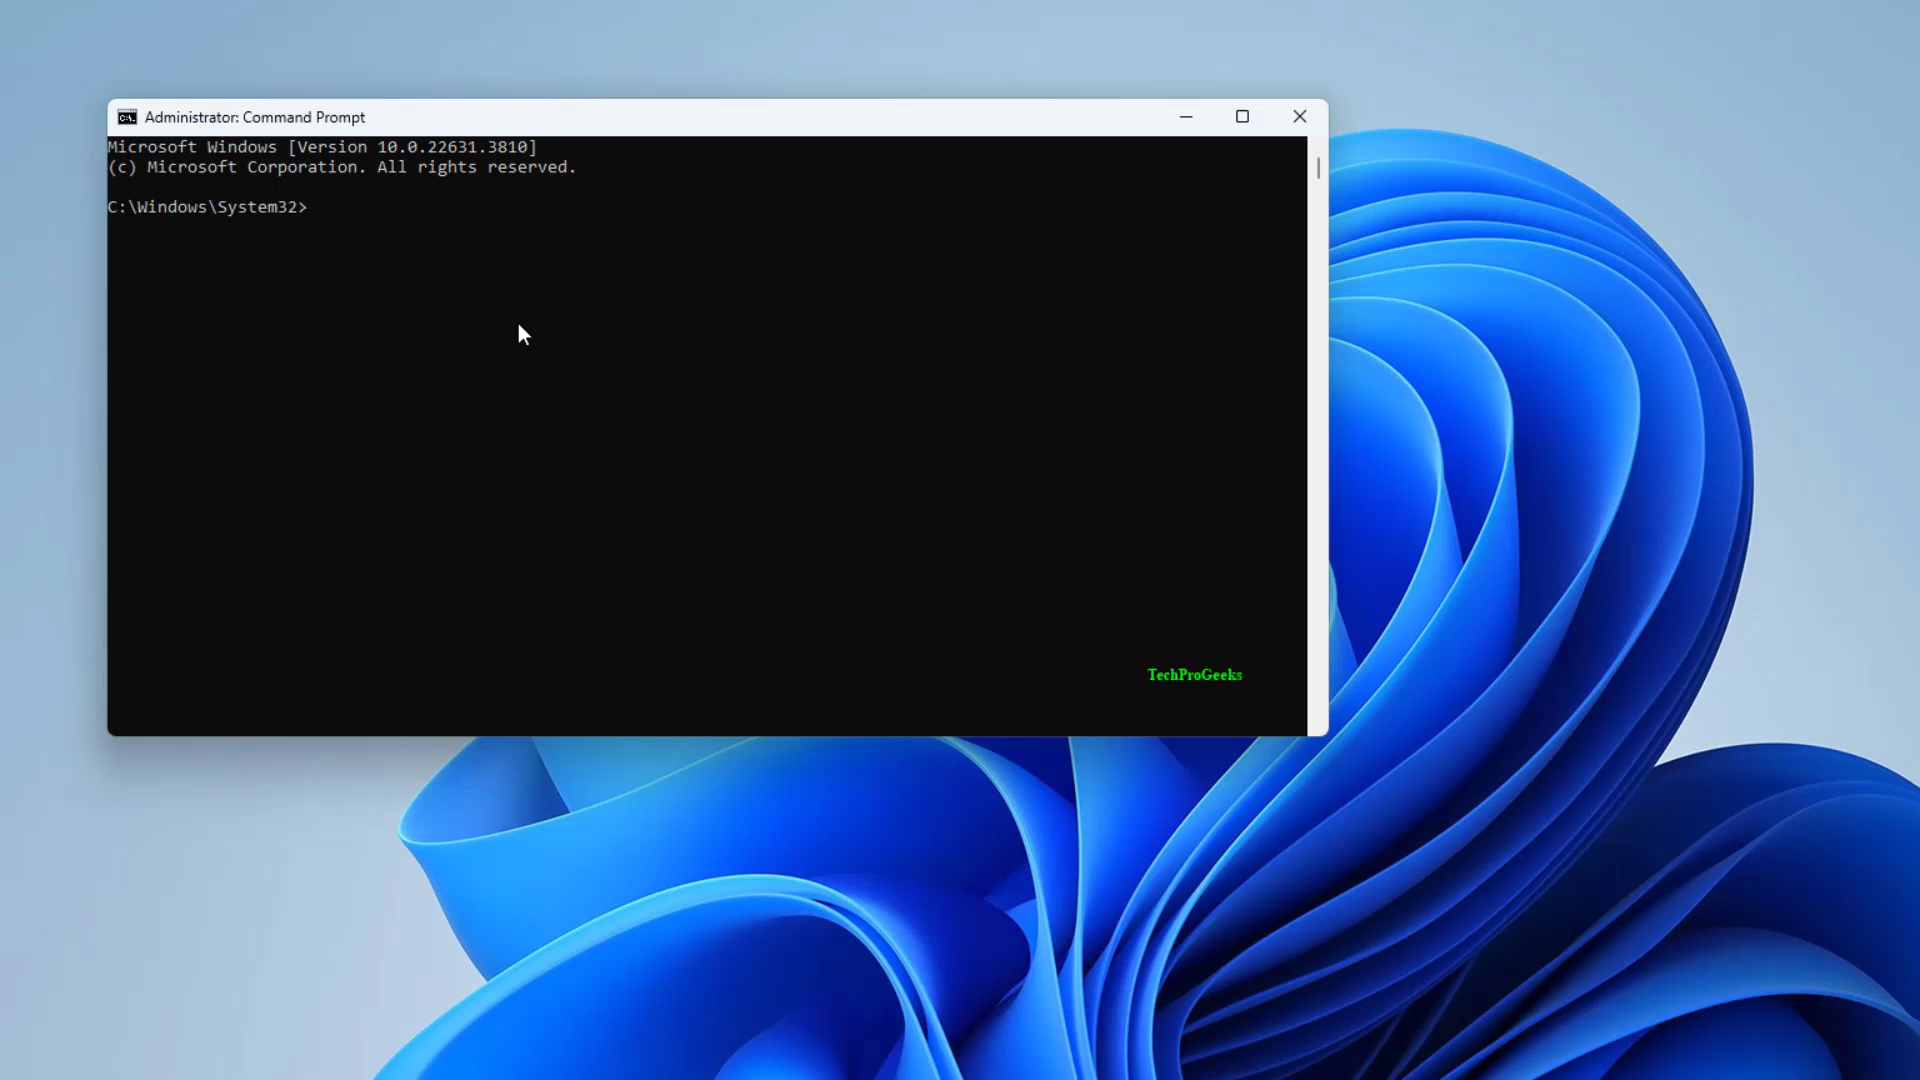 Administrator: Command Prompt
Microsoft Windows [Version 10.0.22631.3810]
(c) Microsoft Corporation. All rights reserved.
C:\Windows\System32>
TechProGeeks